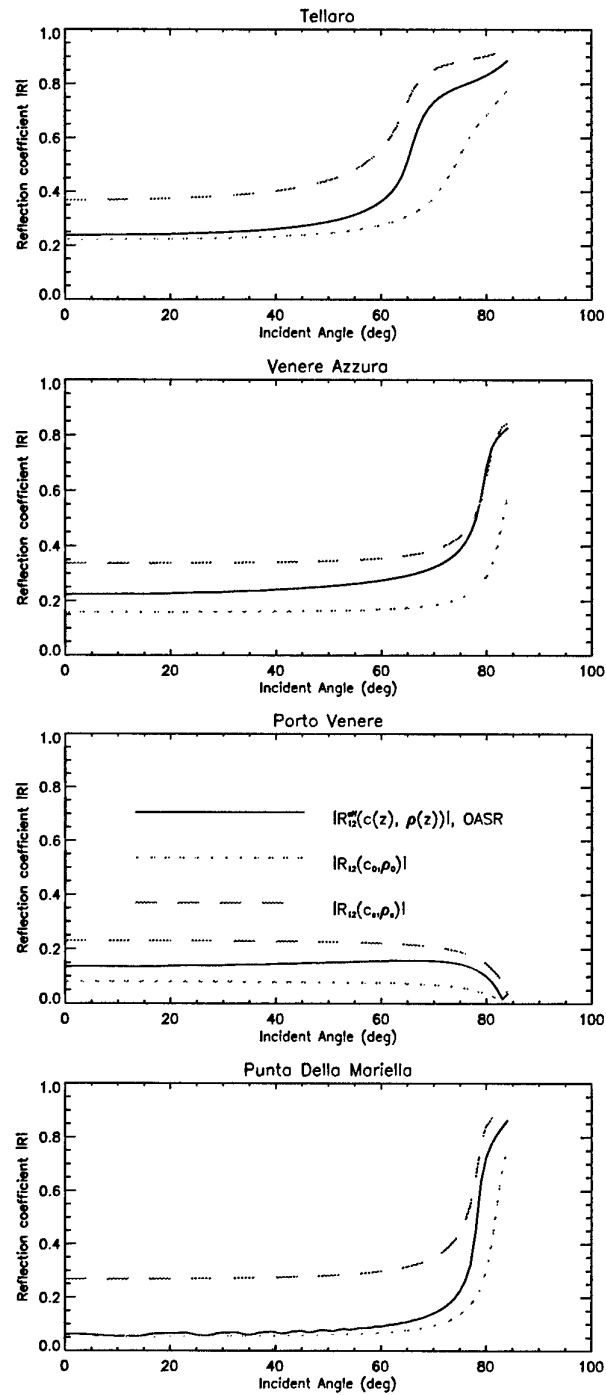 Tellaro
1.0
0.8
0.6
0.4
0.2
0.0
Reflection coefficient |R|
0 20 40 60 80 100
Incident Angle (deg)
Venere Azzura
1.0
0.8
0.6
0.4
0.2
0.0
Reflection coefficient |R|
0 20 40 60 80 100
Incident Angle (deg)
Porto Venere
1.0
0.8
0.6
0.4
0.2
0.0
Reflection coefficient |R|
|R₁₂ᵉᶠᶠ(c(z), ρ(z))|, OASR
|R₁₂(c₀,ρ₀)|
|R₁₂(cₑ,ρₑ)|
0 20 40 60 80 100
Incident Angle (deg)
Punta Della Mariella
1.0
0.8
0.6
0.4
0.2
0.0
Reflection coefficient |R|
0 20 40 60 80 100
Incident Angle (deg)